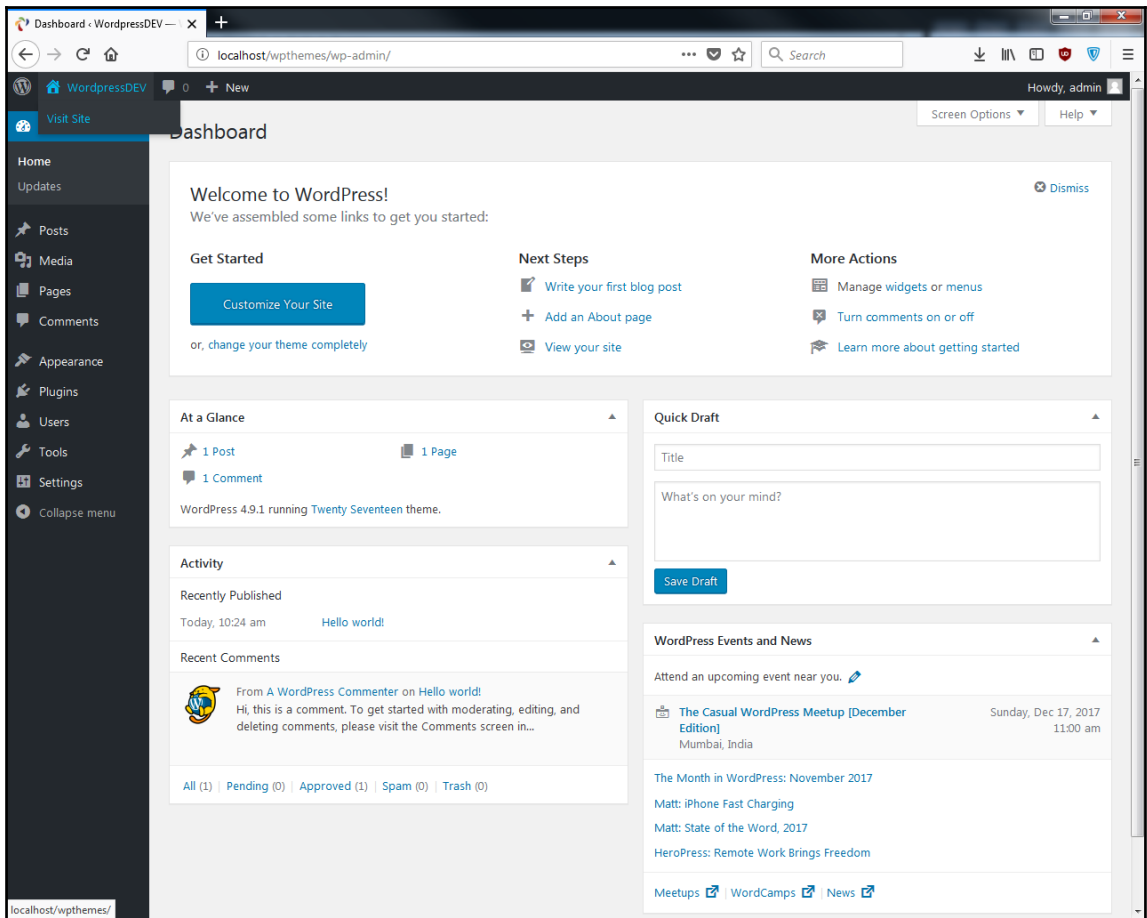 Dashboard ‹ WordpressDEV —
localhost/wpthemes/wp-admin/
Search
WordpressDEV
0
New
Howdy, admin
Visit Site
Screen Options
Help
Dashboard
Home
Updates
Posts
Media
Pages
Comments
Appearance
Plugins
Users
Tools
Settings
Collapse menu
Welcome to WordPress!
Dismiss
We've assembled some links to get you started:
Get Started
Customize Your Site
or, change your theme completely
Next Steps
Write your first blog post
Add an About page
View your site
More Actions
Manage widgets or menus
Turn comments on or off
Learn more about getting started
At a Glance
1 Post
1 Page
1 Comment
WordPress 4.9.1 running Twenty Seventeen theme.
Activity
Recently Published
Today, 10:24 am Hello world!
Recent Comments
From A WordPress Commenter on Hello world!
Hi, this is a comment. To get started with moderating, editing, and
deleting comments, please visit the Comments screen in...
All (1) | Pending (0) | Approved (1) | Spam (0) | Trash (0)
Quick Draft
Title
What's on your mind?
Save Draft
WordPress Events and News
Attend an upcoming event near you.
The Casual WordPress Meetup [December
Edition]
Mumbai, India
Sunday, Dec 17, 2017
11:00 am
The Month in WordPress: November 2017
Matt: iPhone Fast Charging
Matt: State of the Word, 2017
HeroPress: Remote Work Brings Freedom
Meetups | WordCamps | News
localhost/wpthemes/